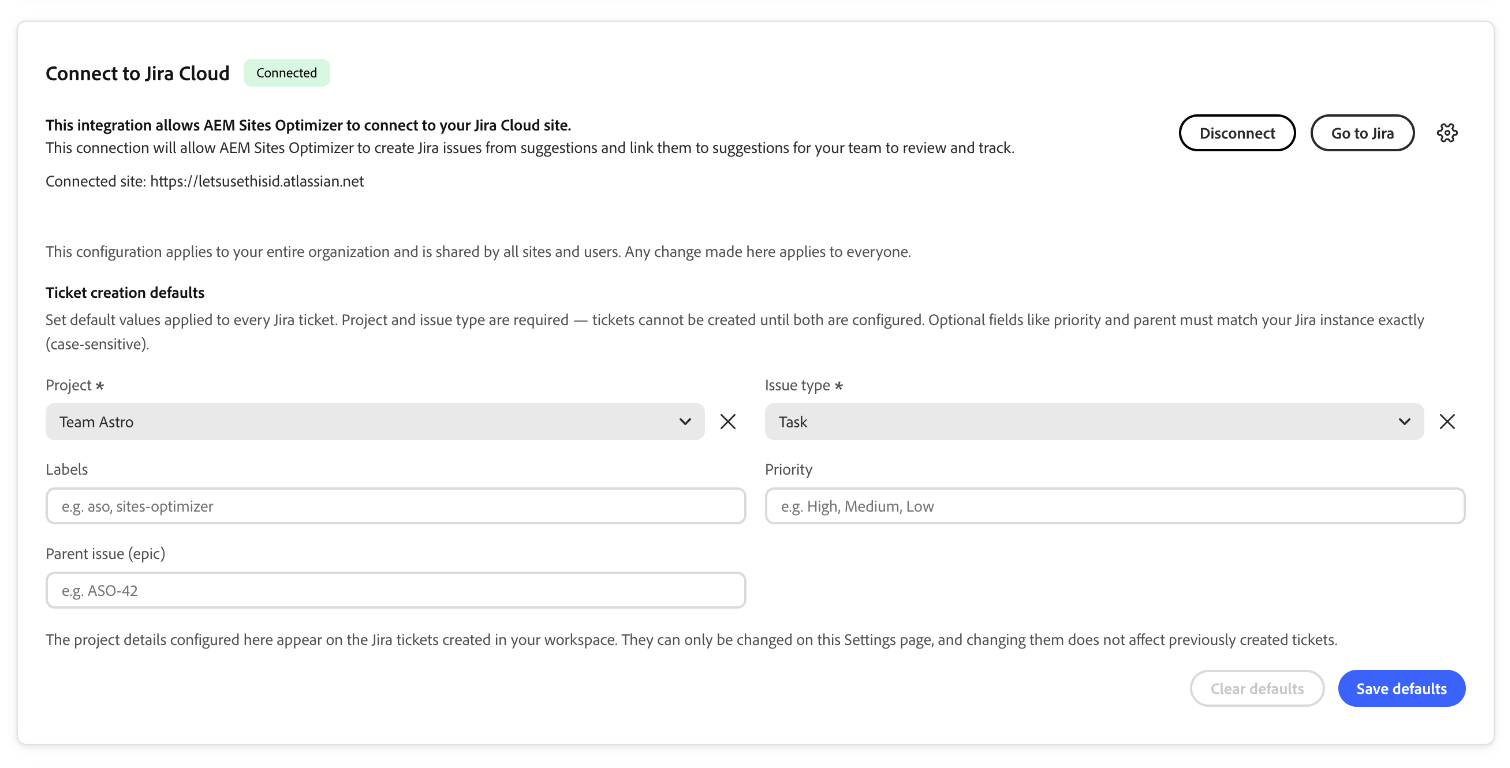 Connect to Jira Cloud Connected
This integration allows AEM Sites Optimizer to connect to your Jira Cloud site.
This connection will allow AEM Sites Optimizer to create Jira issues from suggestions and link them to suggestions for your team to review and track.
Disconnect Go to Jira
Connected site: https://letsusethisid.atlassian.net
This configuration applies to your entire organization and is shared by all sites and users. Any change made here applies to everyone.
Ticket creation defaults
Set default values applied to every Jira ticket. Project and issue type are required — tickets cannot be created until both are configured. Optional fields like priority and parent must match your Jira instance exactly
(case-sensitive).
Project * Issue type *
Team Astro Task
Labels Priority
e.g. aso, sites-optimizer e.g. High, Medium, Low
Parent issue (epic)
e.g. ASO-42
The project details configured here appear on the Jira tickets created in your workspace. They can only be changed on this Settings page, and changing them does not affect previously created tickets.
Clear defaults Save defaults